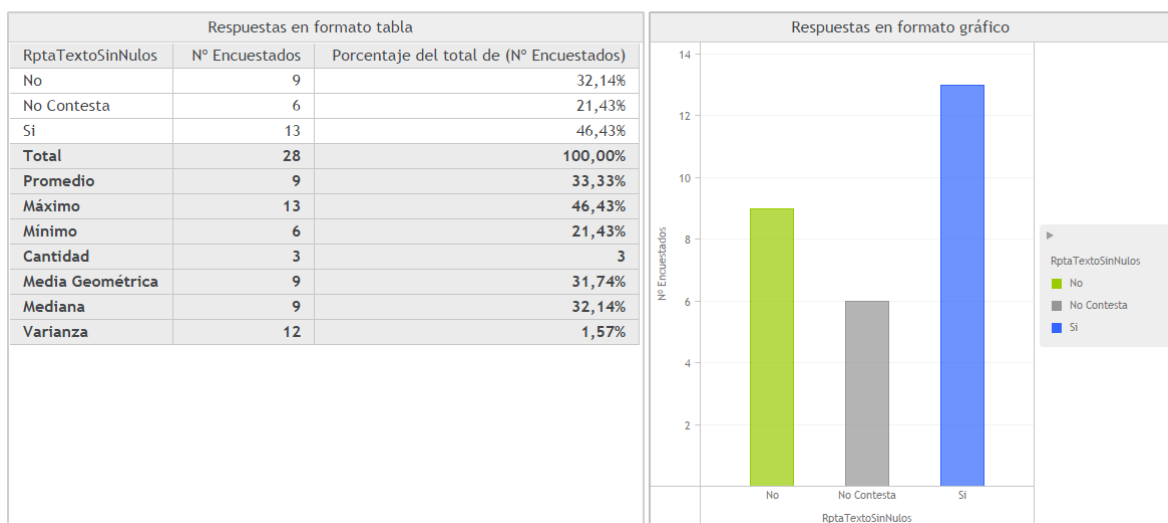 Respuestas en formato tabla
RptaTextoSinNulos Nº Encuestados Porcentaje del total de (Nº Encuestados)
No 9 32,14%
No Contesta 6 21,43%
Si 13 46,43%
Total 28 100,00%
Promedio 9 33,33%
Máximo 13 46,43%
Mínimo 6 21,43%
Cantidad 3 3
Media Geométrica 9 31,74%
Mediana 9 32,14%
Varianza 12 1,57%
Respuestas en formato gráfico
Nº Encuestados
14
12
10
8
6
4
2
No No Contesta Si
RptaTextoSinNulos
RptaTextoSinNulos
No
No Contesta
Si